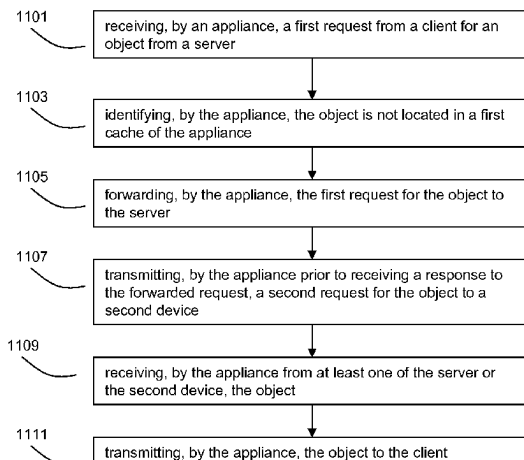 1101
receiving, by an appliance, a first request from a client for an
object from a server
1103
identifying, by the appliance, the object is not located in a first
cache of the appliance
1105
forwarding, by the appliance, the first request for the object to
the server
1107
transmitting, by the appliance prior to receiving a response to
the forwarded request, a second request for the object to a
second device
1109
receiving, by the appliance from at least one of the server or
the second device, the object
1111
transmitting, by the appliance, the object to the client